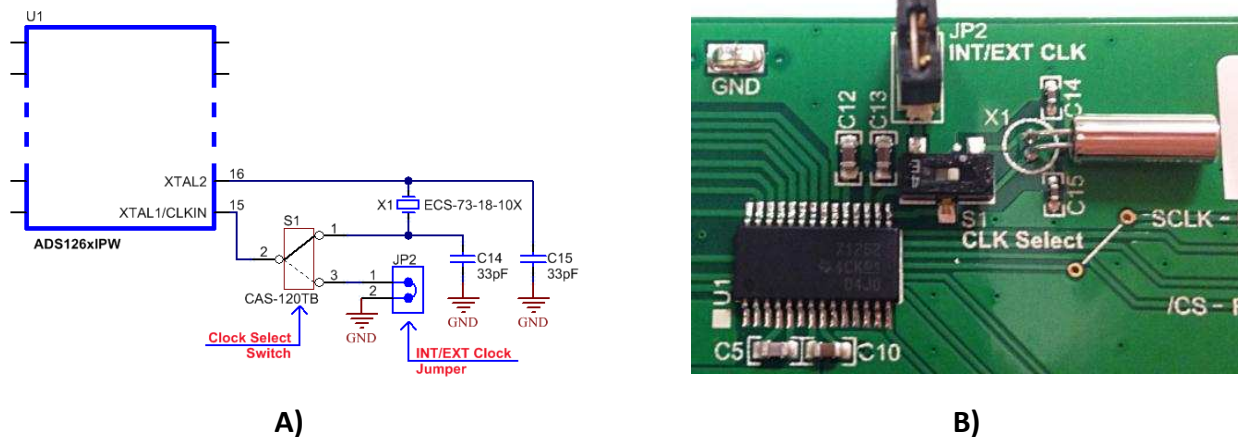 U1
XTAL2
16
15
XTAL1/CLKIN
ADS126xIPW
X1
ECS-73-18-10X
S1
1
2
3
CAS-120TB
C14
33pF
C15
33pF
JP2
1
2
GND
GND
GND
Clock Select
Switch
INT/EXT Clock
Jumper
A)
JP2
INT/EXT CLK
GND
C12
C13
X1
C14
C15
S1
CLK Select
SCLK -
/CS -
U1
C5
C10
B)